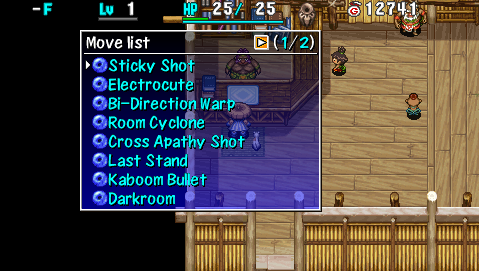 -F Lv 1 HP 25/ 25 G 12741
Move list (1/2)
Sticky Shot
Electrocute
Bi-Direction Warp
Room Cyclone
Cross Apathy Shot
Last Stand
Kaboom Bullet
Darkroom